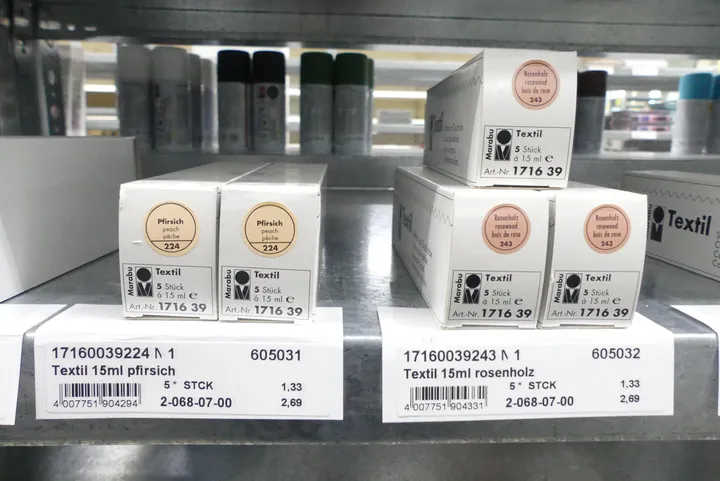 Rosenholz
rosewood
bois de rose
243
Marabu
Textil
5 Stück
à 15 ml e
Art.-Nr. 1716 39
Pfirsich
peach
pêche
224
Marabu
Textil
5 Stück
à 15 ml e
Art.-Nr. 1716 39
Pfirsich
peach
pêche
224
Marabu
Textil
5 Stück
à 15 ml e
Art.-Nr. 1716 39
Textil
Rosenholz
rosewood
bois de rose
243
Marabu
Textil
5 Stück
à 15 ml e
Art.-Nr. 1716 39
Rosenholz
rosewood
bois de rose
243
Marabu
Textil
5 Stück
à 15 ml e
Art.-Nr. 1716 39
Textil
17160039224 N 1 605031
Textil 15ml pfirsich
5 * STCK 1,33
4 007751 904294 2-068-07-00 2,69
17160039243 N 1 605032
Textil 15ml rosenholz
5 * STCK 1,33
4 007751 904331 2-068-07-00 2,69